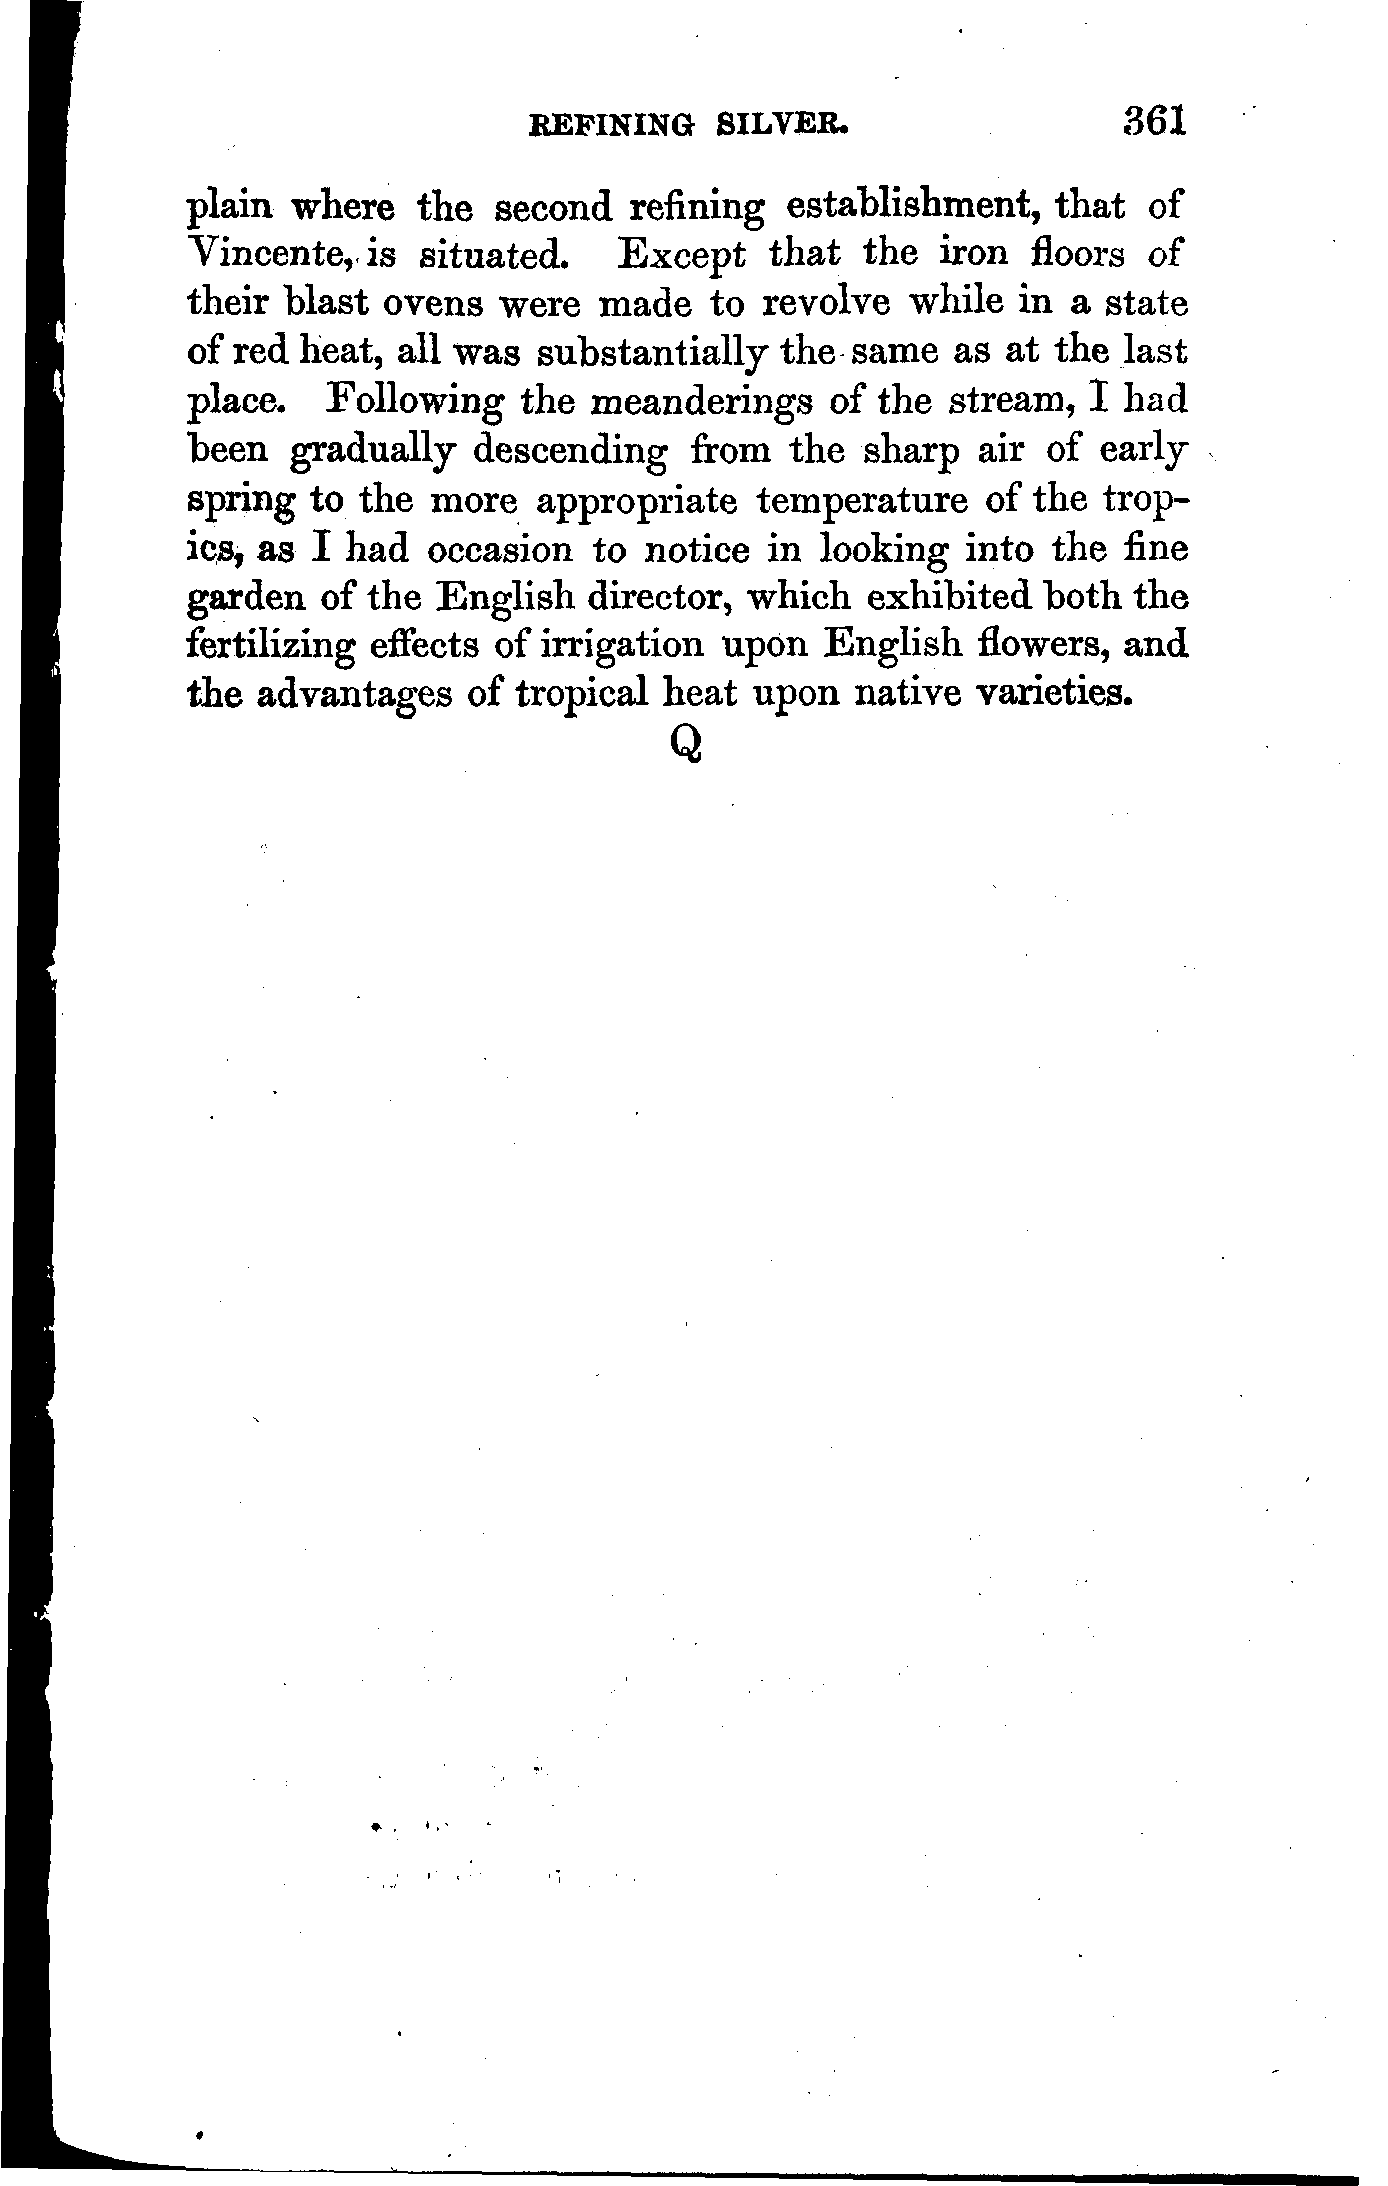 REFINING SILVER. 361
plain where the second refining establishment, that of
Vincente, is situated. Except that the iron floors of
their blast ovens were made to revolve while in a state
of red heat, all was substantially the same as at the last
place. Following the meanderings of the stream, I had
been gradually descending from the sharp air of early
spring to the more appropriate temperature of the trop-
ics, as I had occasion to notice in looking into the fine
garden of the English director, which exhibited both the
fertilizing effects of irrigation upon English flowers, and
the advantages of tropical heat upon native varieties.
Q